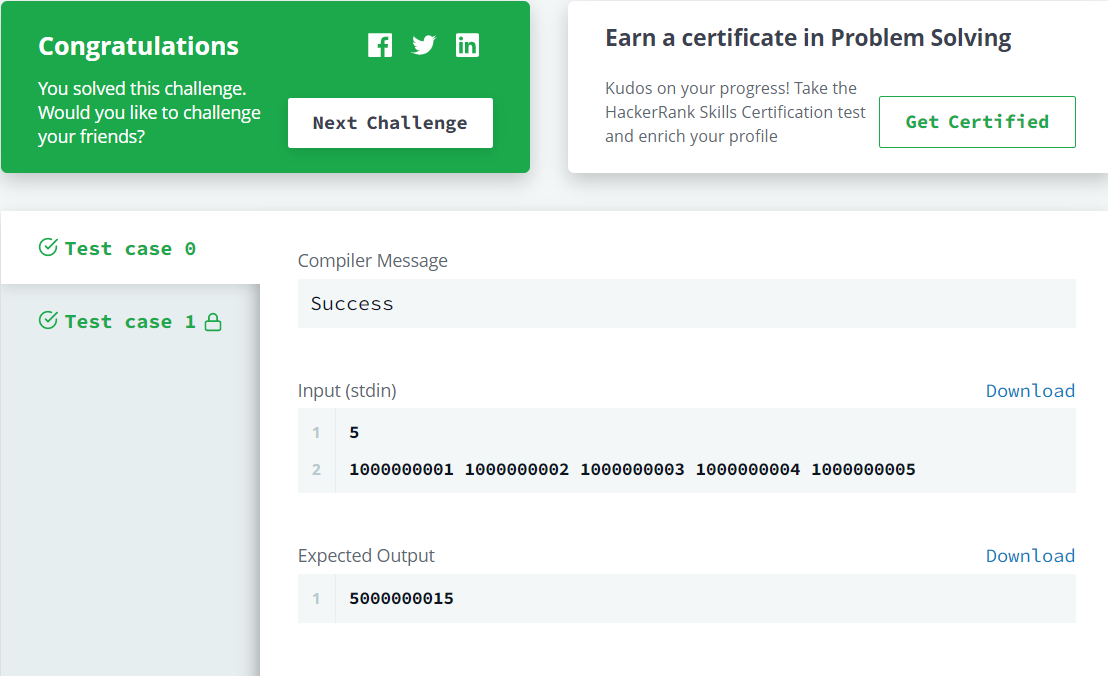 Congratulations
You solved this challenge.
Would you like to challenge
your friends?
Next Challenge
Earn a certificate in Problem Solving
Kudos on your progress! Take the
HackerRank Skills Certification test
and enrich your profile
Get Certified
Test case 0
Test case 1
Compiler Message
Success
Input (stdin)
Download
1 5
2 1000000001 1000000002 1000000003 1000000004 1000000005
Expected Output
Download
1 5000000015